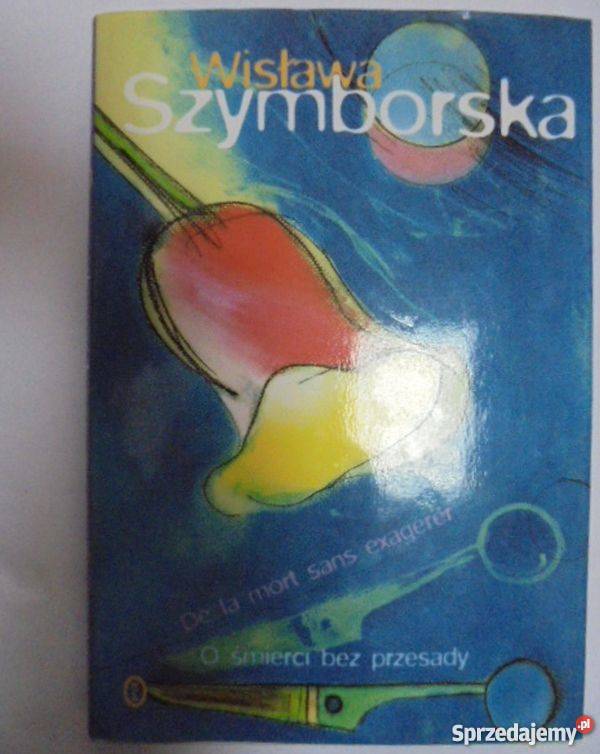 Wisława
Szymborska
De la mort sans exagérer
O śmierci bez przesady
Sprzedajemy.pl